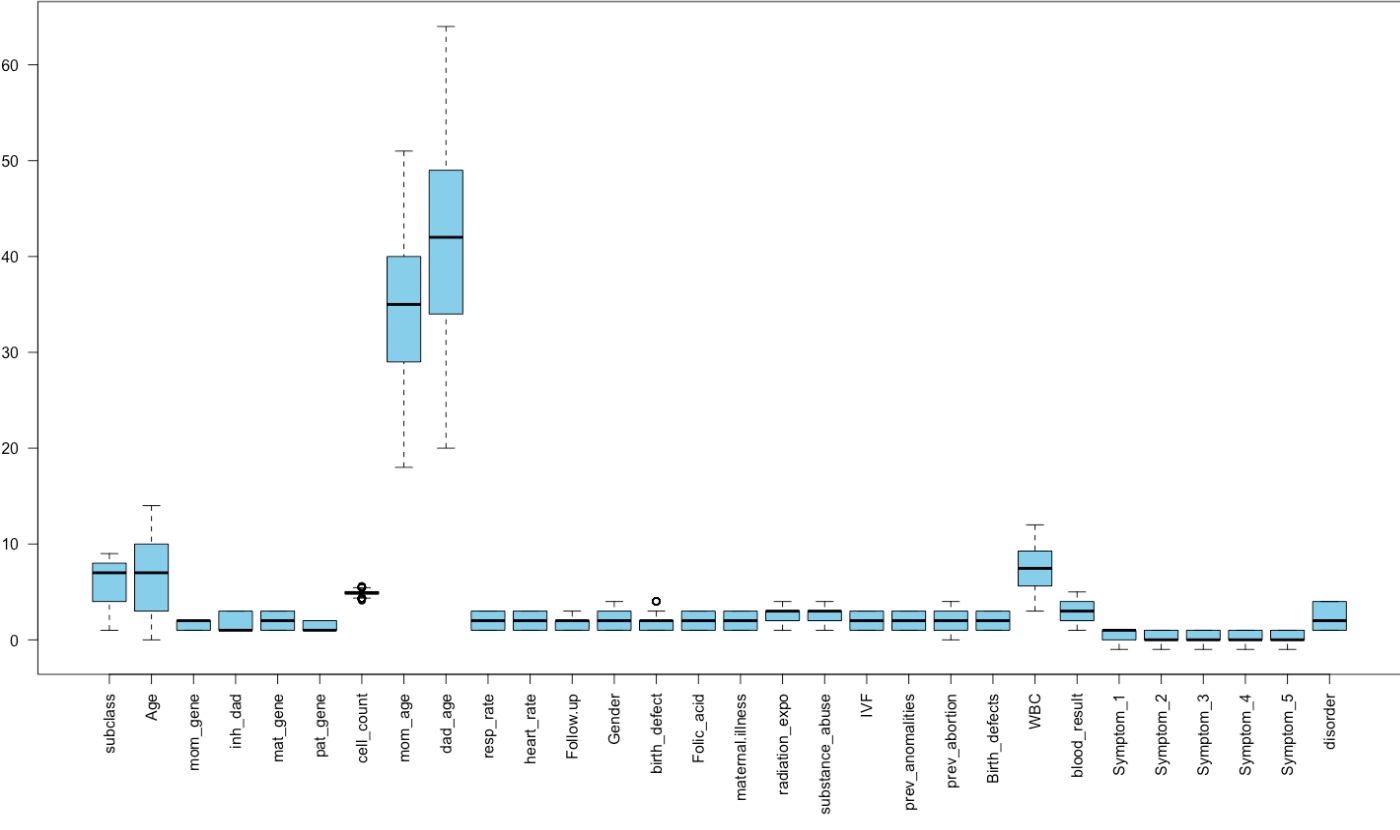 60
50
40
30
20
10
0
subclass
Age
mom_gene
inh_dad
mat_gene
pat_gene
cell_count
mom_age
dad_age
resp_rate
heart_rate
Follow.up
Gender
birth_defect
Folic_acid
maternal.illness
radiation_expo
substance_abuse
IVF
prev_anomalities
prev_abortion
Birth_defects
WBC
blood_result
Symptom_1
Symptom_2
Symptom_3
Symptom_4
Symptom_5
disorder